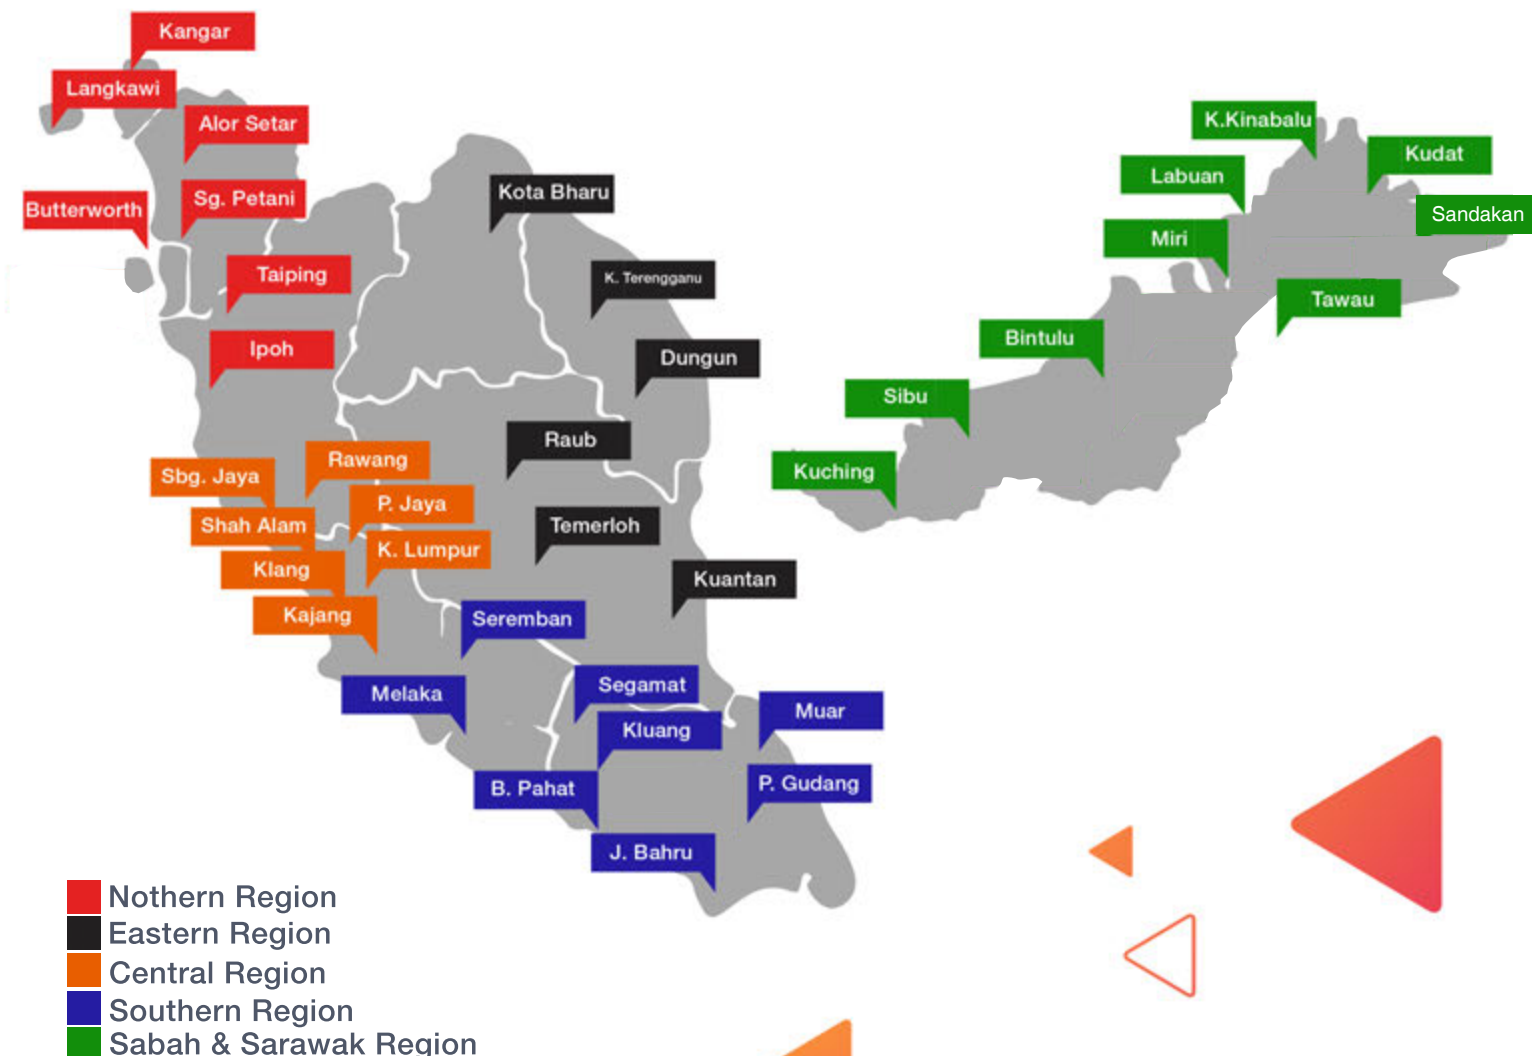 Kangar
Langkawi
Alor Setar
Sg. Petani
Butterworth
Taiping
Ipoh
Kota Bharu
K. Terengganu
Dungun
Raub
Temerloh
Kuantan
Rawang
Sbg. Jaya
P. Jaya
Shah Alam
K. Lumpur
Klang
Kajang
Seremban
Melaka
Segamat
Muar
Kluang
B. Pahat
P. Gudang
J. Bahru
K.Kinabalu
Kudat
Labuan
Sandakan
Miri
Tawau
Bintulu
Sibu
Kuching
Nothern Region
Eastern Region
Central Region
Southern Region
Sabah & Sarawak Region